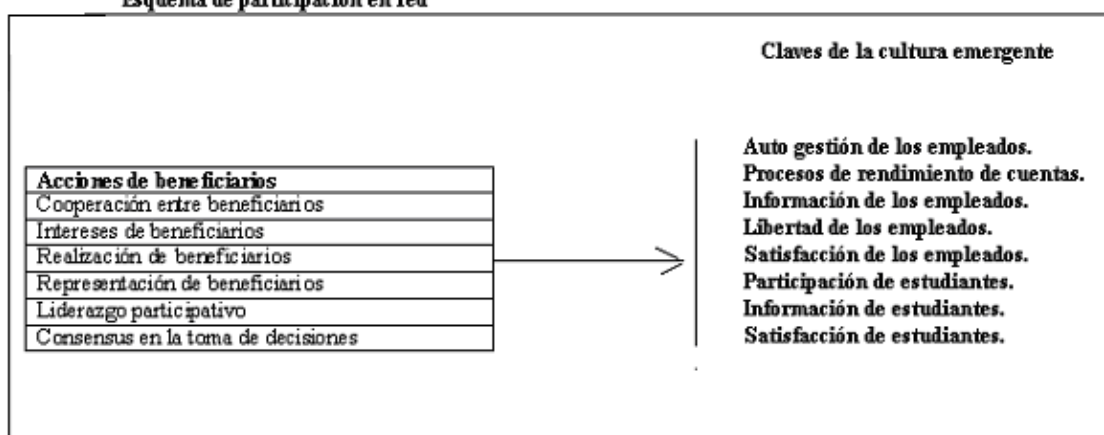 Esquema de participación en red
Claves de la cultura emergente
Acciones de beneficiarios
Cooperación entre beneficiarios
Intereses de beneficiarios
Realización de beneficiarios
Representación de beneficiarios
Liderazgo participativo
Consensus en la toma de decisiones
Auto gestión de los empleados.
Procesos de rendimiento de cuentas.
Información de los empleados.
Libertad de los empleados.
Satisfacción de los empleados.
Participación de estudiantes.
Información de estudiantes.
Satisfacción de estudiantes.